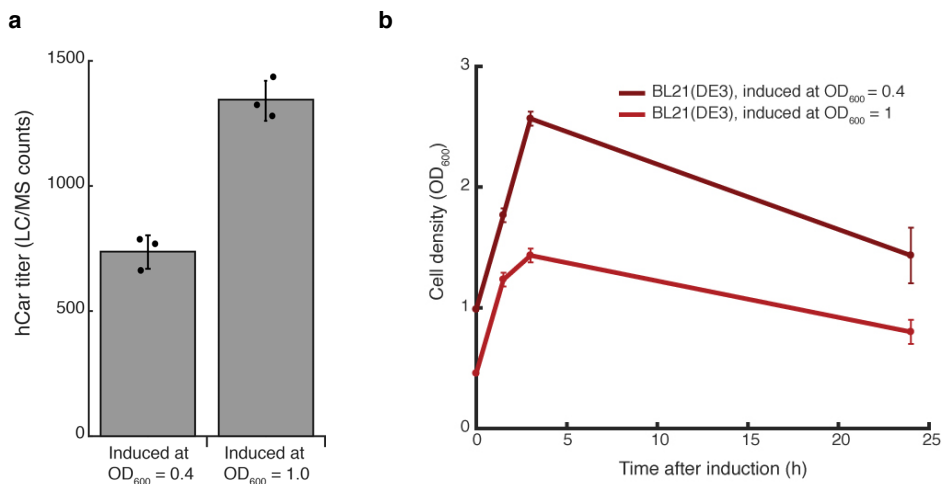 a
hCar titer (LC/MS counts)
1500
1000
500
0
Induced at
OD600 = 0.4
Induced at
OD600 = 1.0
b
Cell density (OD600)
3
2
1
0
BL21(DE3), induced at OD600 = 0.4
BL21(DE3), induced at OD600 = 1
0 5 10 15 20 25
Time after induction (h)